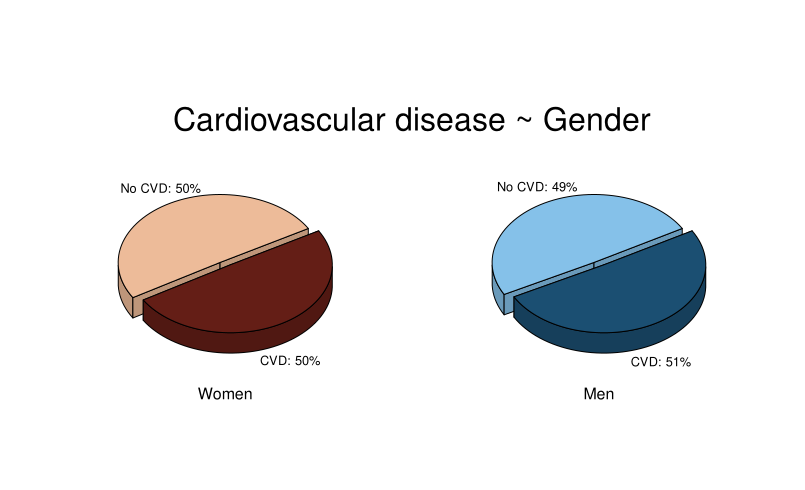 Cardiovascular disease ~ Gender
No CVD: 50%
No CVD: 49%
CVD: 50%
CVD: 51%
Women
Men